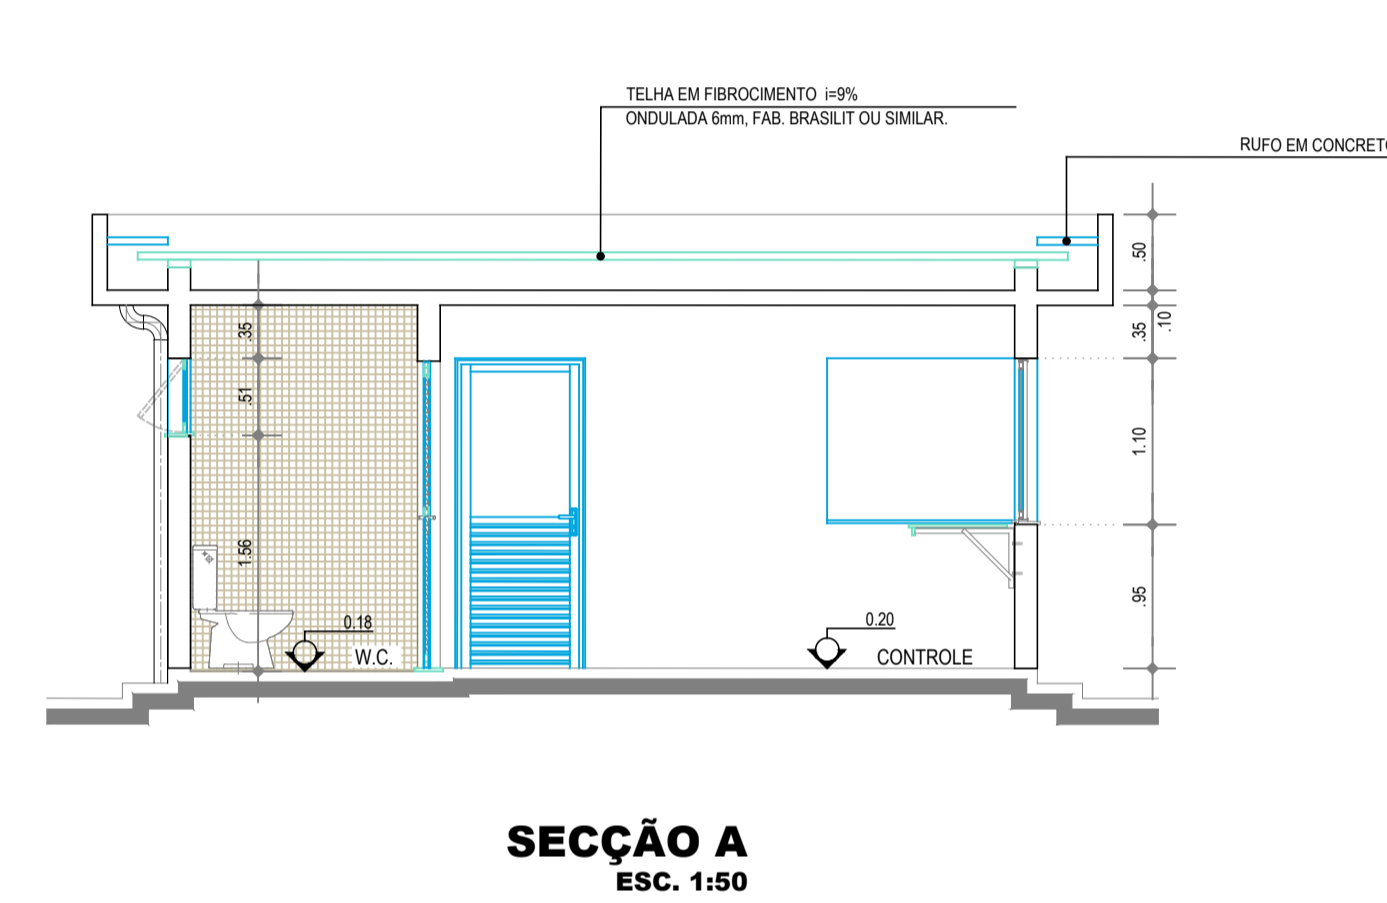 TELHA EM FIBROCIMENTO i=9%
ONDULADA 6mm, FAB. BRASILIT OU SIMILAR.
RUFO EM CONCRETO
.50
.10
.35
.35
.51
1.10
1.56
.95
0.18
0.20
W.C.
CONTROLE
SECÇÃO A
ESC. 1:50